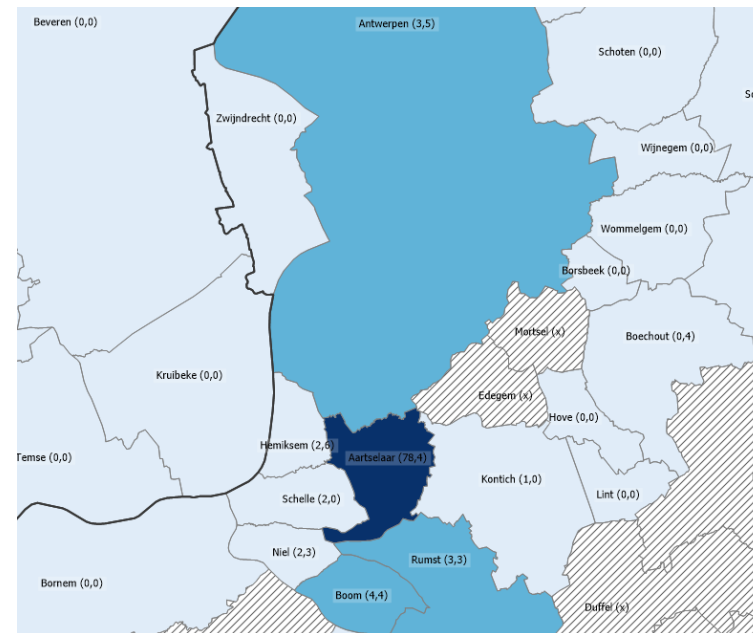 Beveren (0,0)
Antwerpen (3,5)
Schoten (0,0)
Zwijndrecht (0,0)
Wijnegem (0,0)
Wommelgem (0,0)
Borsbeek (0,0)
Mortsel (x)
Boechout (0,4)
Kruibeke (0,0)
Edegem (x)
Hove (0,0)
Hemiksem (2,6)
Temse (0,0)
Aartselaar (78,4)
Kontich (1,0)
Schelle (2,0)
Lint (0,0)
Niel (2,3)
Rumst (3,3)
Bornem (0,0)
Boom (4,4)
Duffel (x)